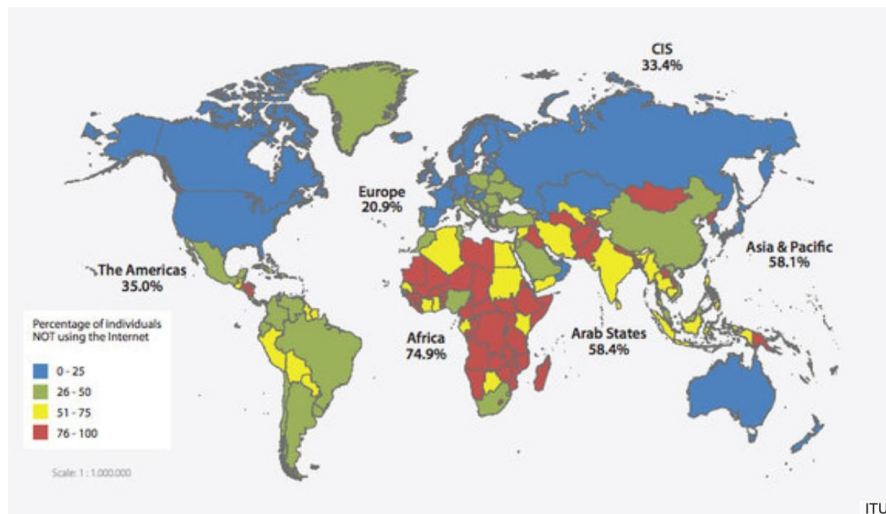 CIS
33.4%
Europe
20.9%
The Americas
35.0%
Asia & Pacific
58.1%
Africa
74.9%
Arab States
58.4%
Percentage of individuals
NOT using the Internet
0 - 25
26 - 50
51 - 75
76 - 100
Scale: 1 : 1.000.000
ITU